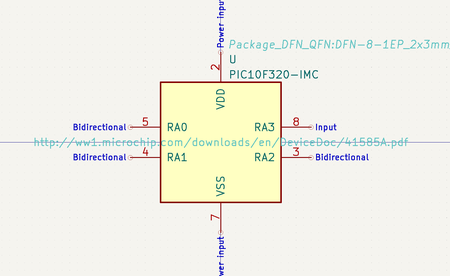 Power input
Package_DFN_QFN:DFN-8-1EP_2x3mm
2
U
PIC10F320-IMC
VDD
Bidirectional
5
RA0
RA3
8
Input
http://ww1.microchip.com/downloads/en/DeviceDoc/41585A.pdf
Bidirectional
4
RA1
RA2
3
Bidirectional
VSS
7
wer input